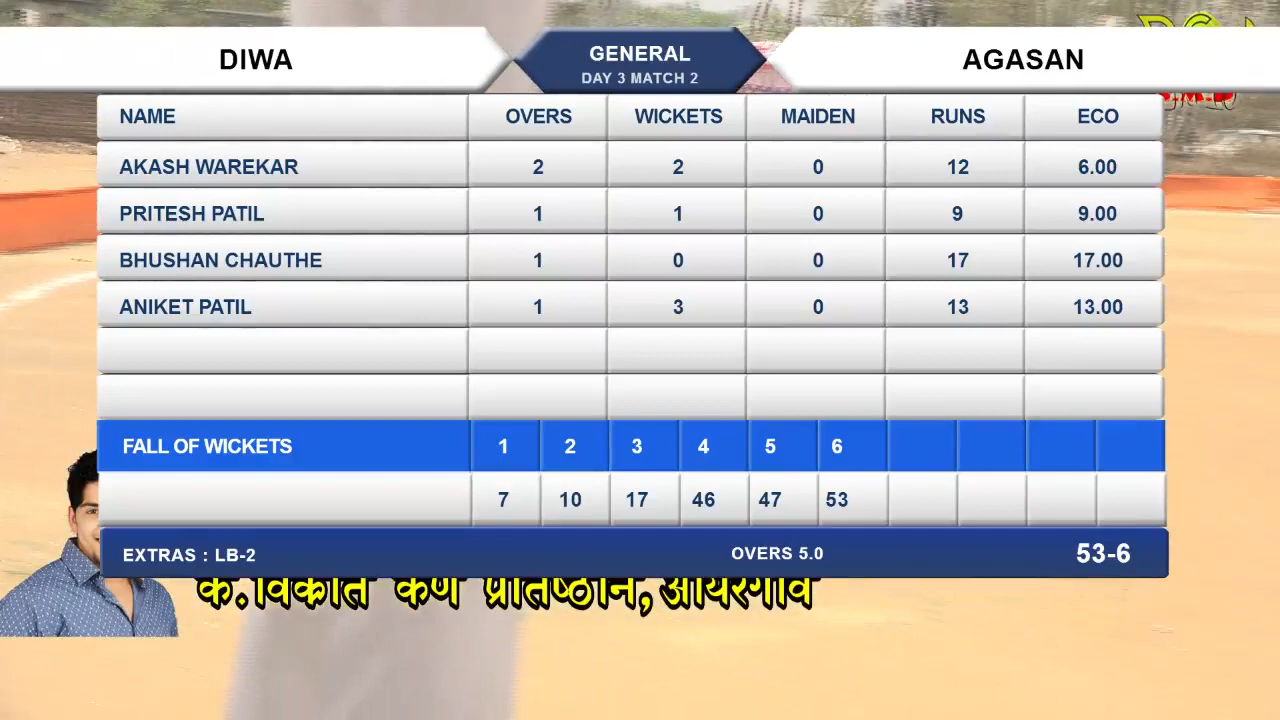 DIWA GENERAL AGASAN
DAY 3 MATCH 2
NAME OVERS WICKETS MAIDEN RUNS ECO
AKASH WAREKAR 2 2 0 12 6.00
PRITESH PATIL 1 1 0 9 9.00
BHUSHAN CHAUTHE 1 0 0 17 17.00
ANIKET PATIL 1 3 0 13 13.00
FALL OF WICKETS 1 2 3 4 5 6
7 10 17 46 47 53
EXTRAS : LB-2 OVERS 5.0 53-6